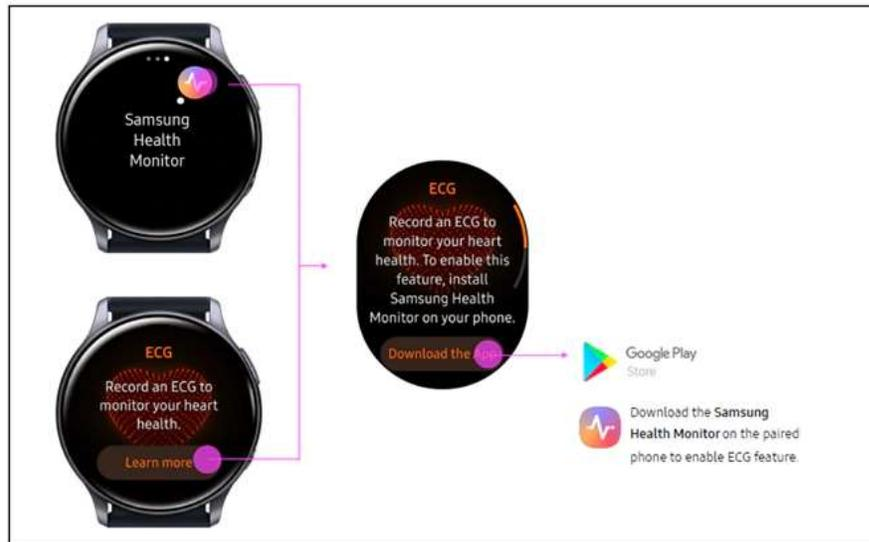 Samsung
Health
Monitor
ECG
Record an ECG to
monitor your heart
health.
Learn more
ECG
Record an ECG to
monitor your heart
health. To enable this
feature, install
Samsung Health
Monitor on your phone.
Download the App
Google Play
Store
Download the Samsung
Health Monitor on the paired
phone to enable ECG feature.